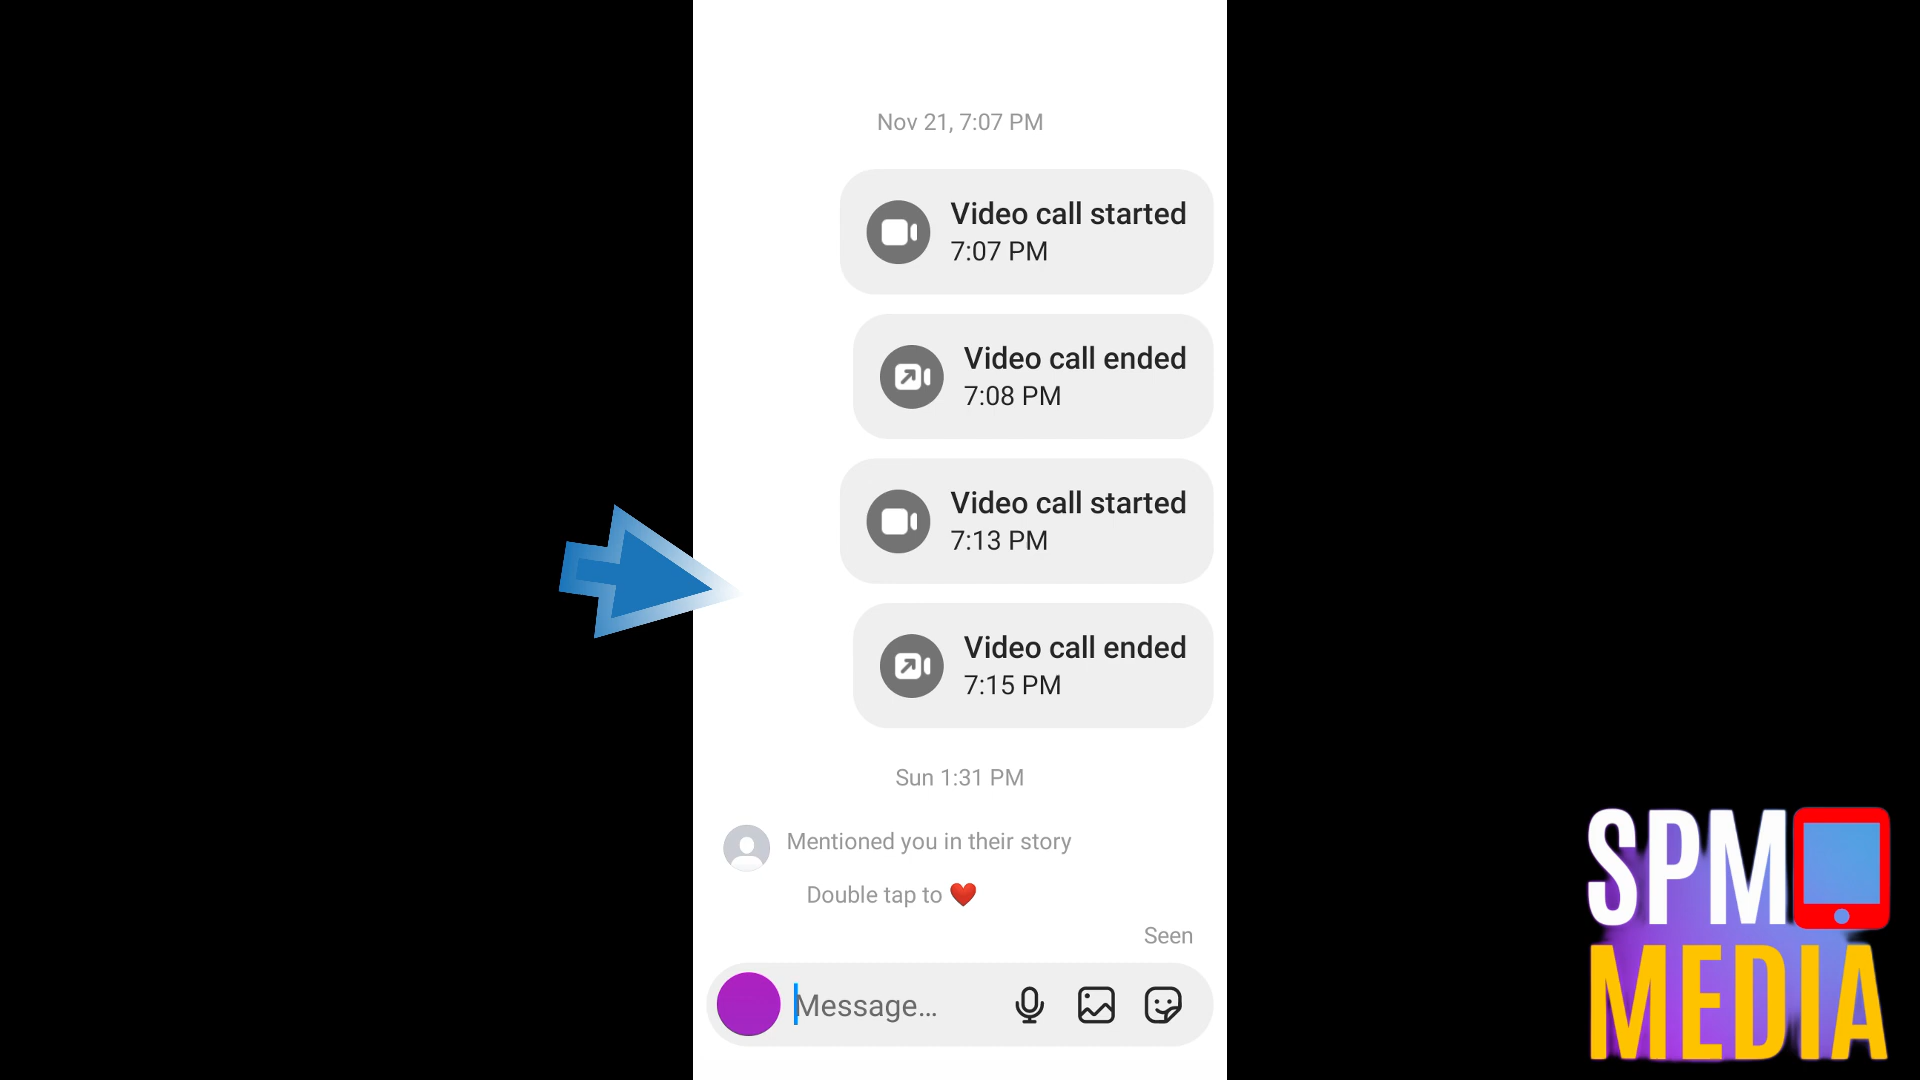 Nov 21, 7:07 PM
Video call started
7:07 PM
Video call ended
7:08 PM
Video call started
7:13 PM
Video call ended
7:15 PM
Sun 1:31 PM
Mentioned you in their story
Double tap to ❤️
Seen
Message...
SPM
MEDIA